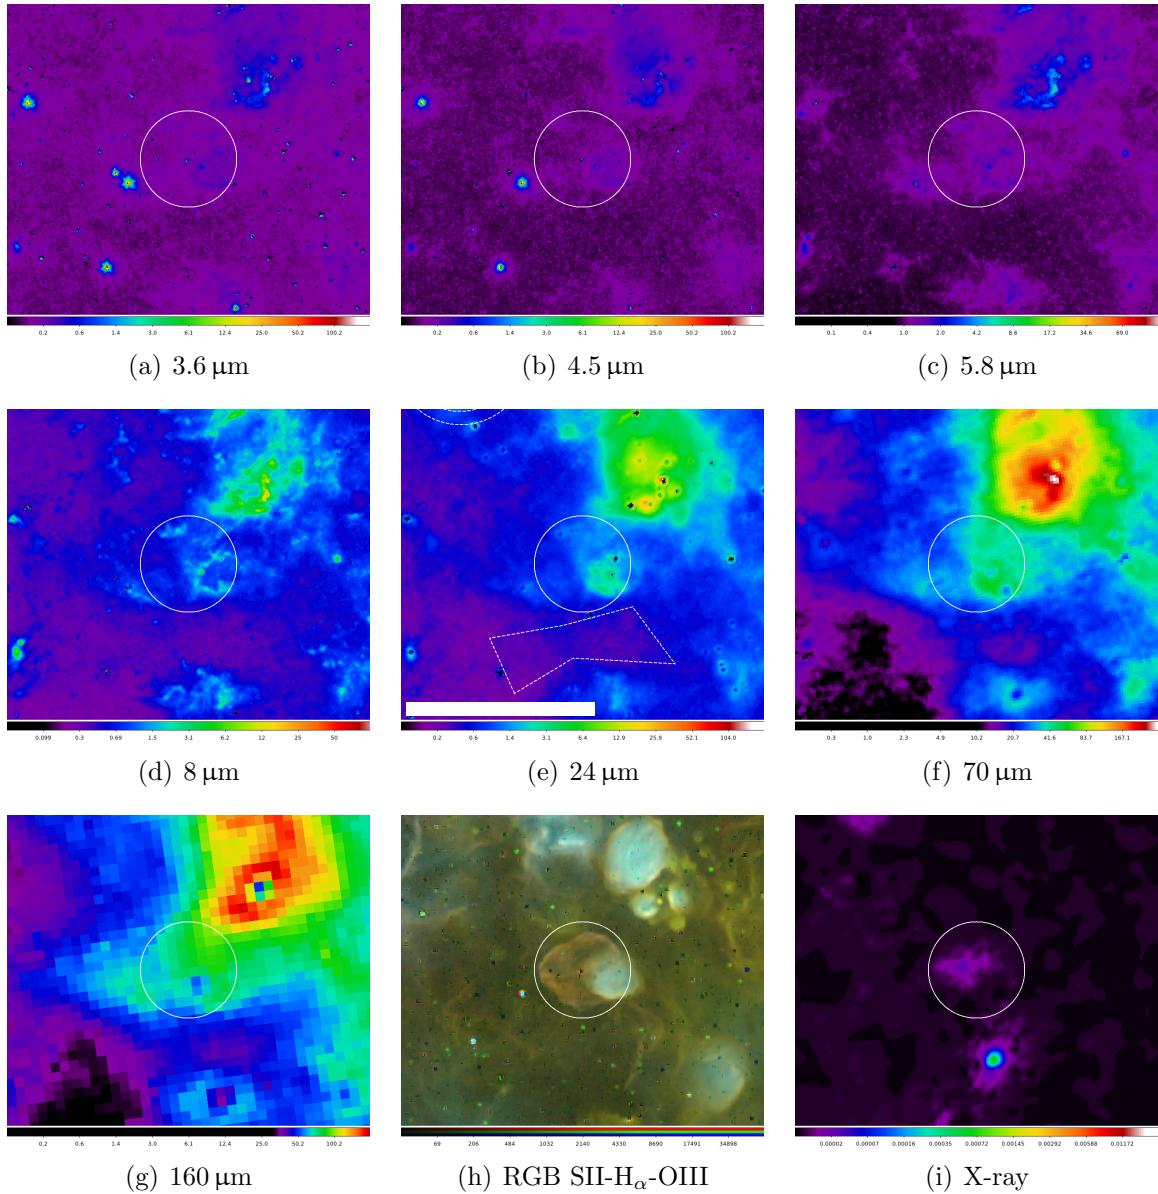 0.2 0.6 1.4 3.0 6.1 12.4 25.0 50.2 100.2
0.2 0.6 1.4 3.0 6.1 12.4 25.0 50.2 100.2
0.1 0.4 1.0 2.0 4.2 8.6 17.2 34.6 69.0
(a) 3.6 µm
(b) 4.5 µm
(c) 5.8 µm
0.099 0.3 0.69 1.5 3.1 6.2 12 25 50
0.2 0.6 1.4 3.1 6.4 12.9 25.9 52.1 104.0
0.3 1.0 2.3 4.9 10.2 20.7 41.6 83.7 167.1
(d) 8 µm
(e) 24 µm
(f) 70 µm
0.2 0.6 1.4 3.0 6.1 12.4 25.0 50.2 100.2
69 206 484 1032 2140 4330 8690 17491 34898
0.00002 0.00007 0.00016 0.00035 0.00072 0.00145 0.00292 0.00588 0.01172
(g) 160 µm
(h) RGB SII-Hα-OIII
(i) X-ray